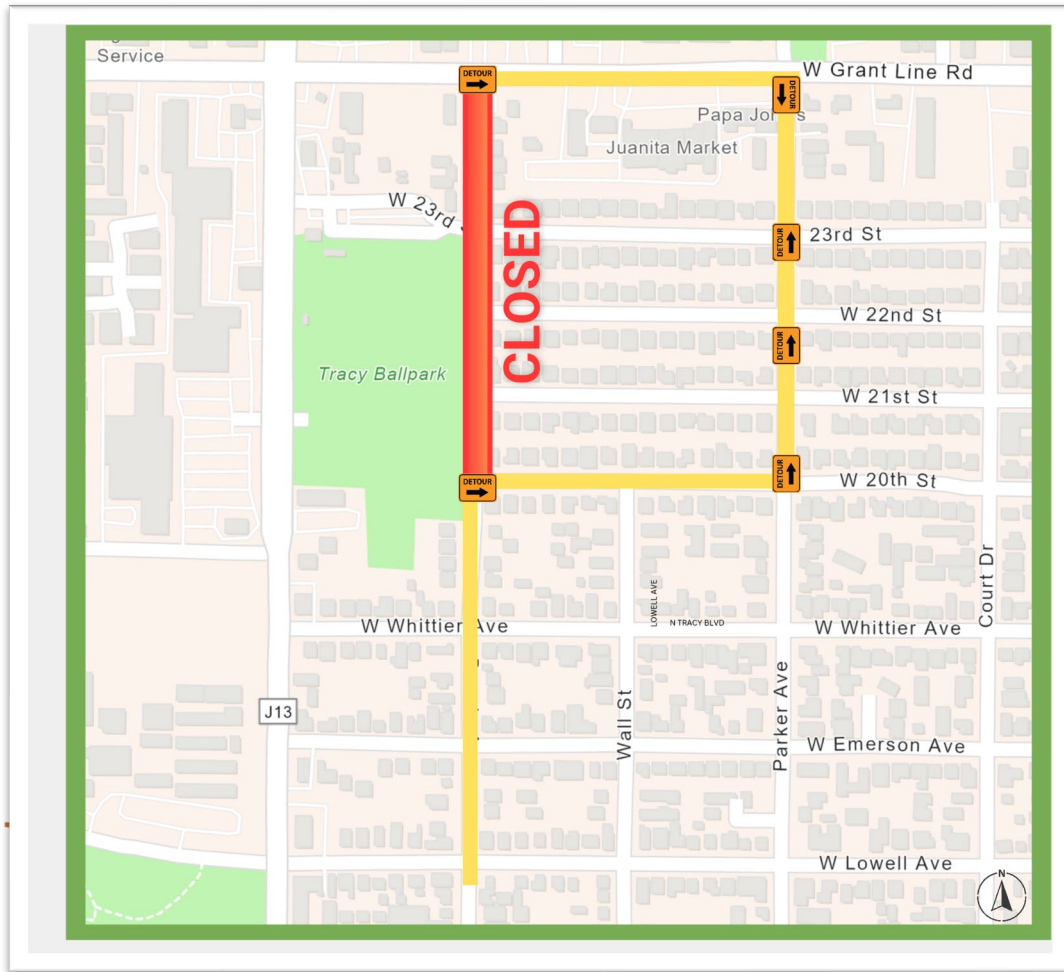 Service
W Grant Line Rd
DETOUR
DETOUR
Papa Jo
s
Juanita Market
W 23rd
CLOSED
DETOUR
23rd St
W 22nd St
DETOUR
Tracy Ballpark
W 21st St
DETOUR
DETOUR
W 20th St
LOWELL AVE
Court Dr
W Whittier Ave
N TRACY BLVD
W Whittier Ave
J13
Wall St
Parker Ave
W Emerson Ave
W Lowell Ave
N